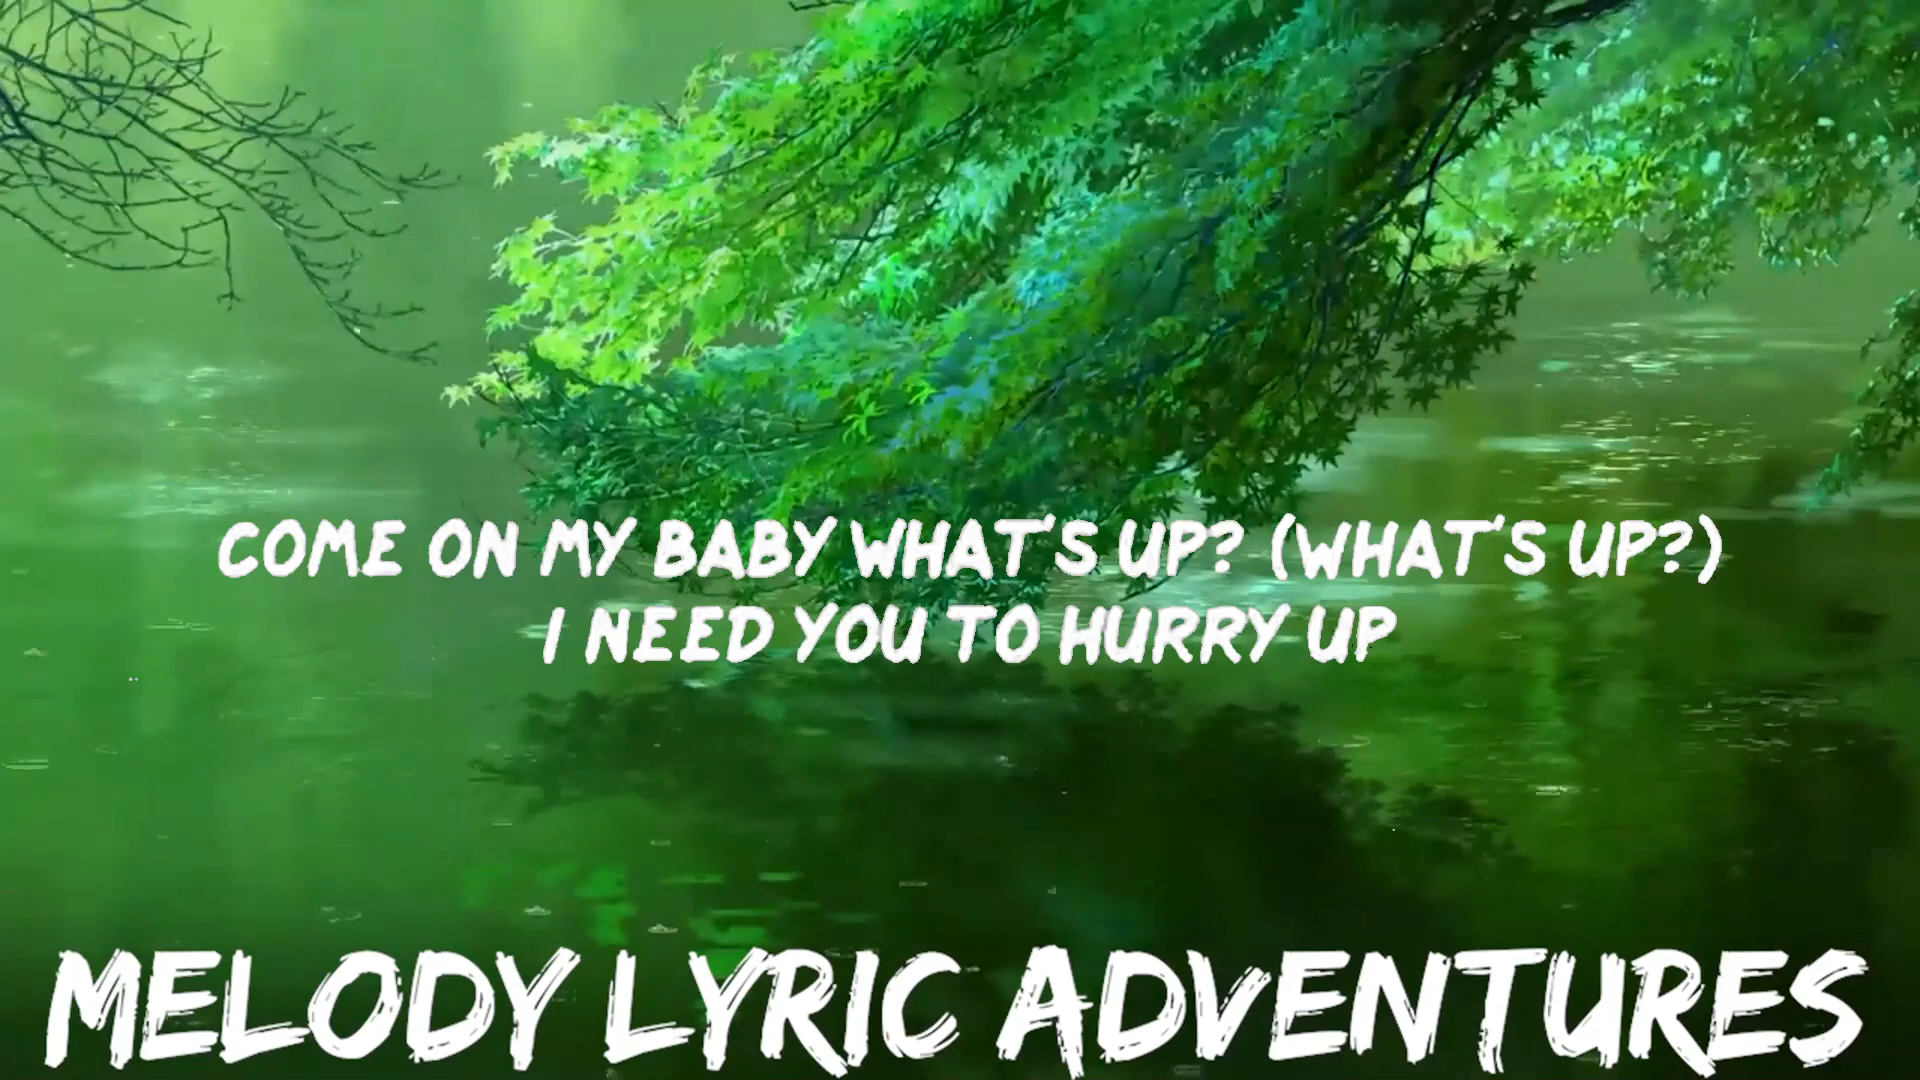 COME ON MY BABY WHAT'S UP? (WHAT'S UP?)
I NEED YOU TO HURRY UP
MELODY LYRIC ADVENTURES